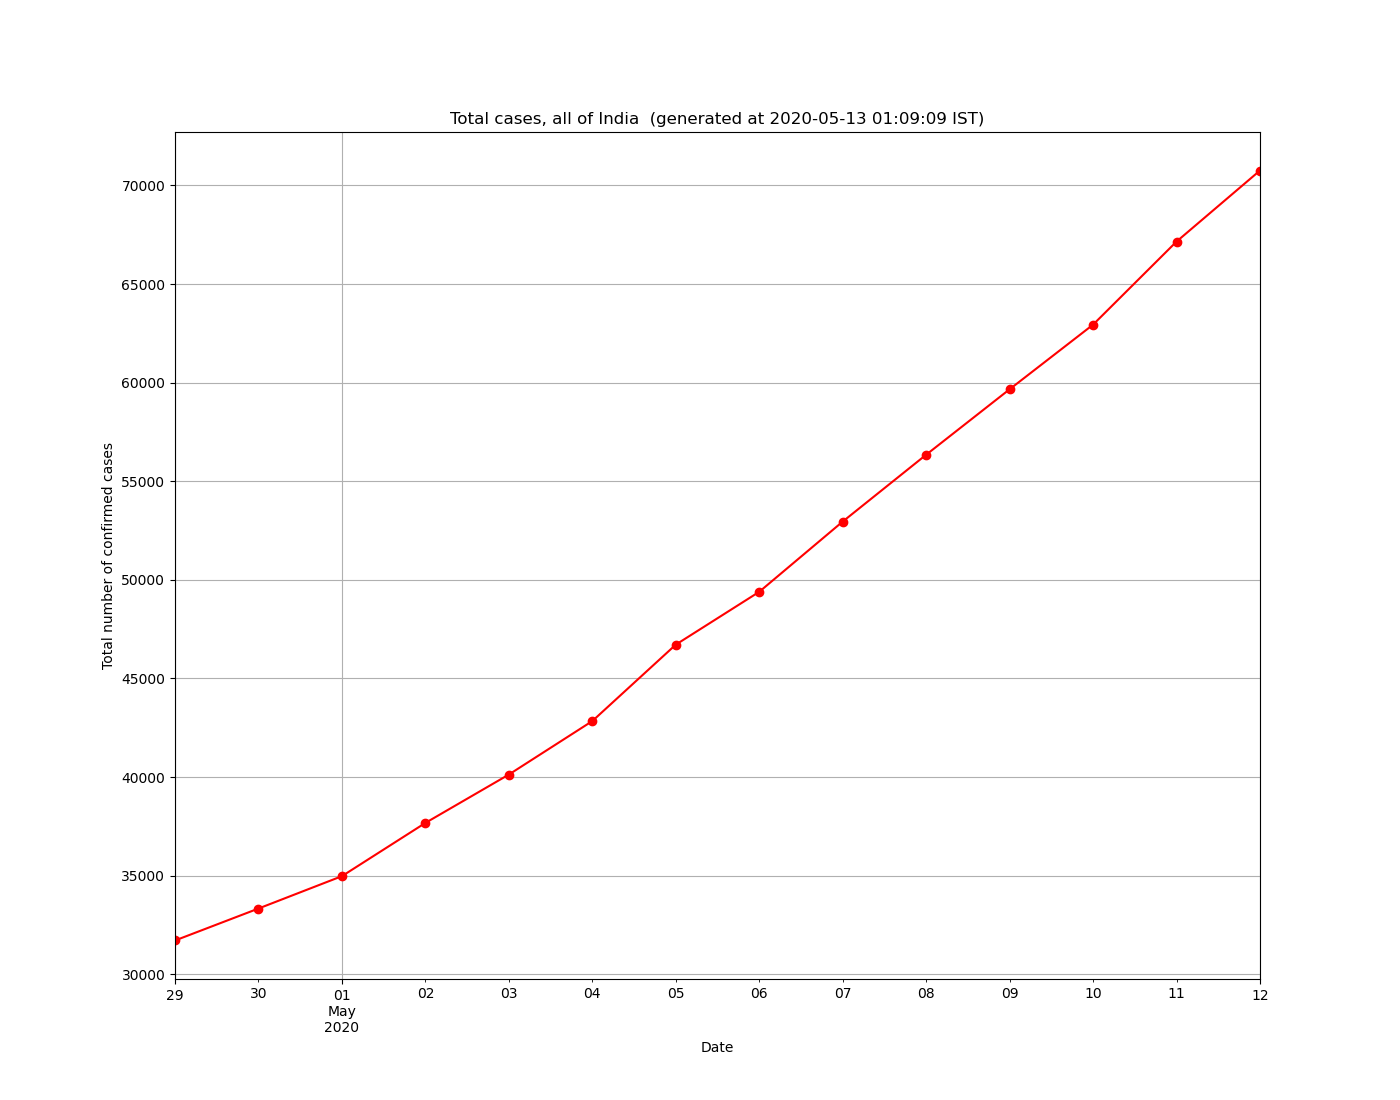 Total cases, all of India  (generated at 2020-05-13 01:09:09 IST)
Total number of confirmed cases
70000
65000
60000
55000
50000
45000
40000
35000
30000
29 30 01 02 03 04 05 06 07 08 09 10 11 12
May
2020
Date